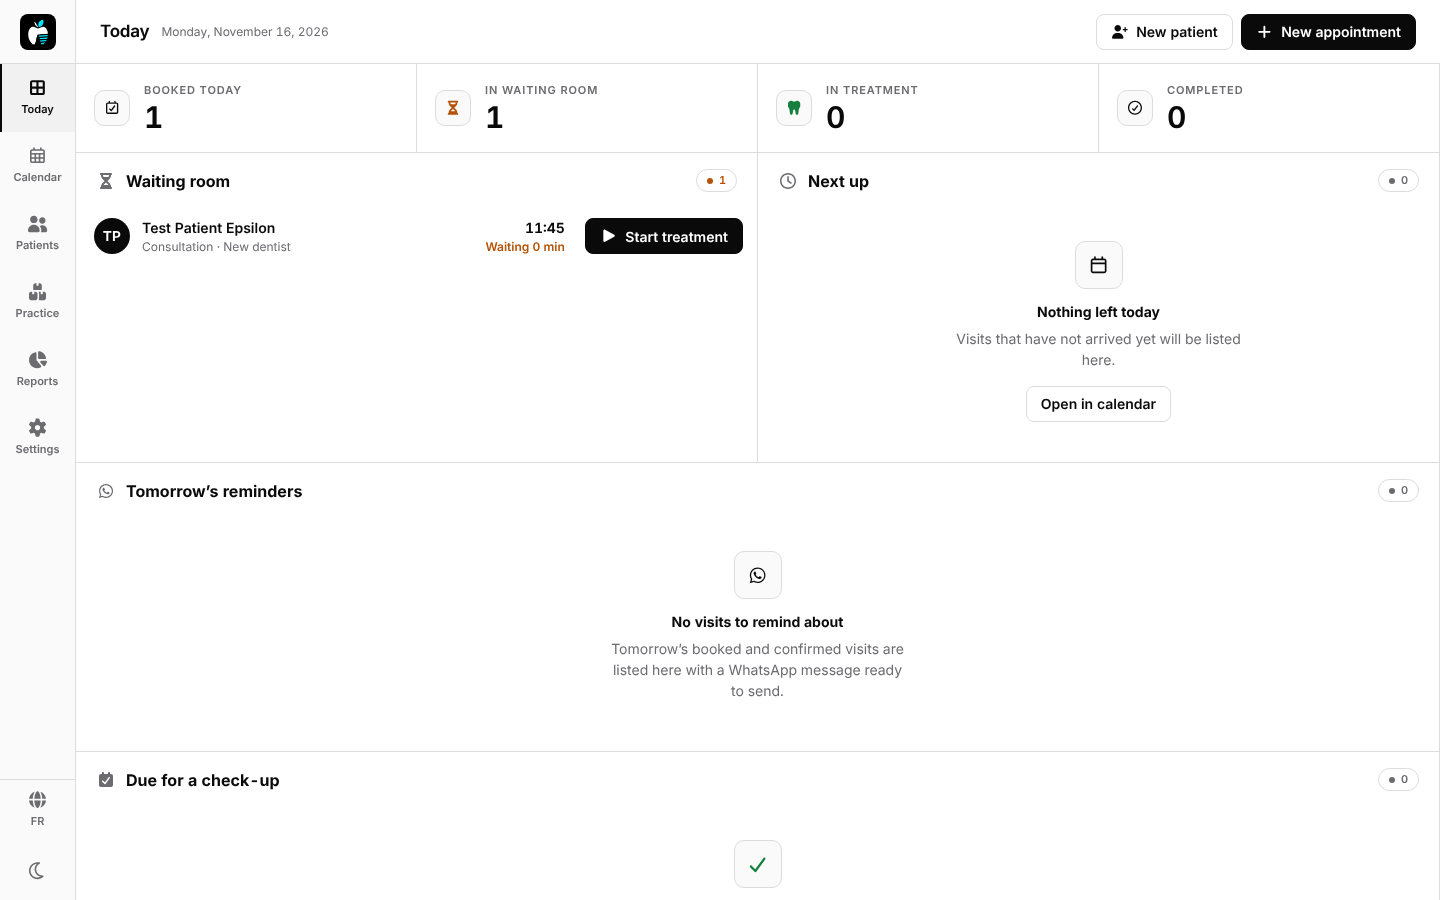 Today
Monday, November 16, 2026
New patient
New appointment
Today
Calendar
Patients
Practice
Reports
Settings
FR
BOOKED TODAY
1
IN WAITING ROOM
1
IN TREATMENT
0
COMPLETED
0
Waiting room
1
TP
Test Patient Epsilon
Consultation · New dentist
11:45
Waiting 0 min
Start treatment
Next up
0
Nothing left today
Visits that have not arrived yet will be listed
here.
Open in calendar
Tomorrow’s reminders
0
No visits to remind about
Tomorrow’s booked and confirmed visits are
listed here with a WhatsApp message ready
to send.
Due for a check-up
0